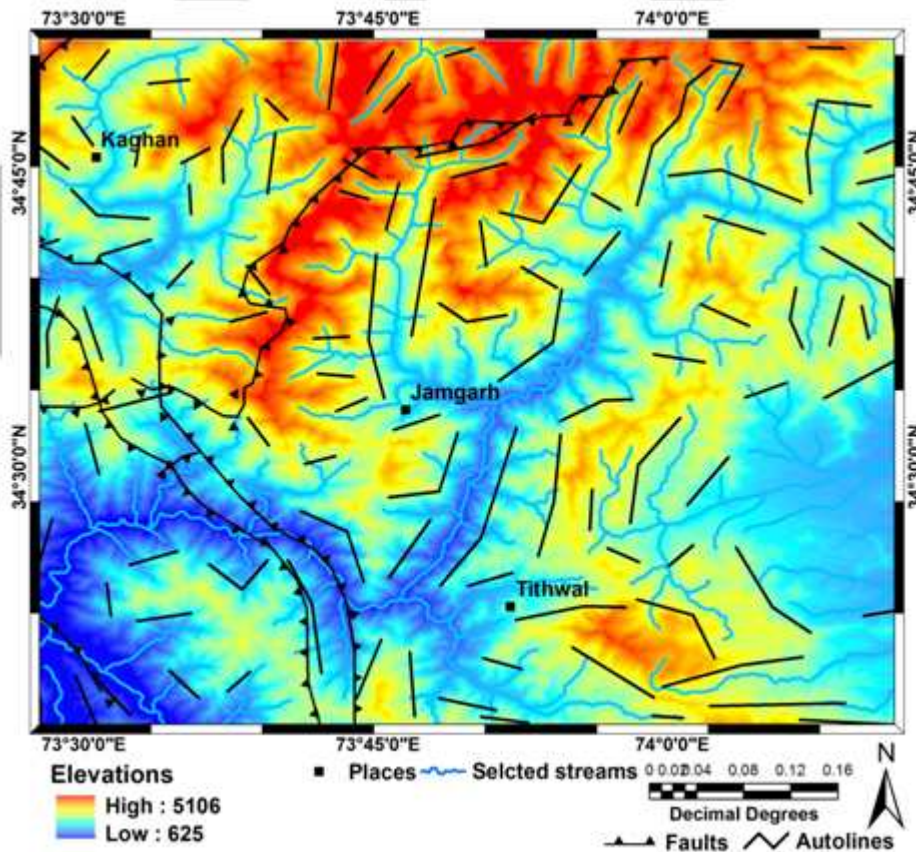 73°30'0"E 73°45'0"E 74°0'0"E
34°45'0"N 34°45'0"N
Kaghan
Jamgarh
34°30'0"N 34°30'0"N
Tithwal
73°30'0"E 73°45'0"E 74°0'0"E
Elevations
High : 5106
Low : 625
Places Selcted streams
0 0.02 0.04 0.08 0.12 0.16
Decimal Degrees
N
Faults Autolines